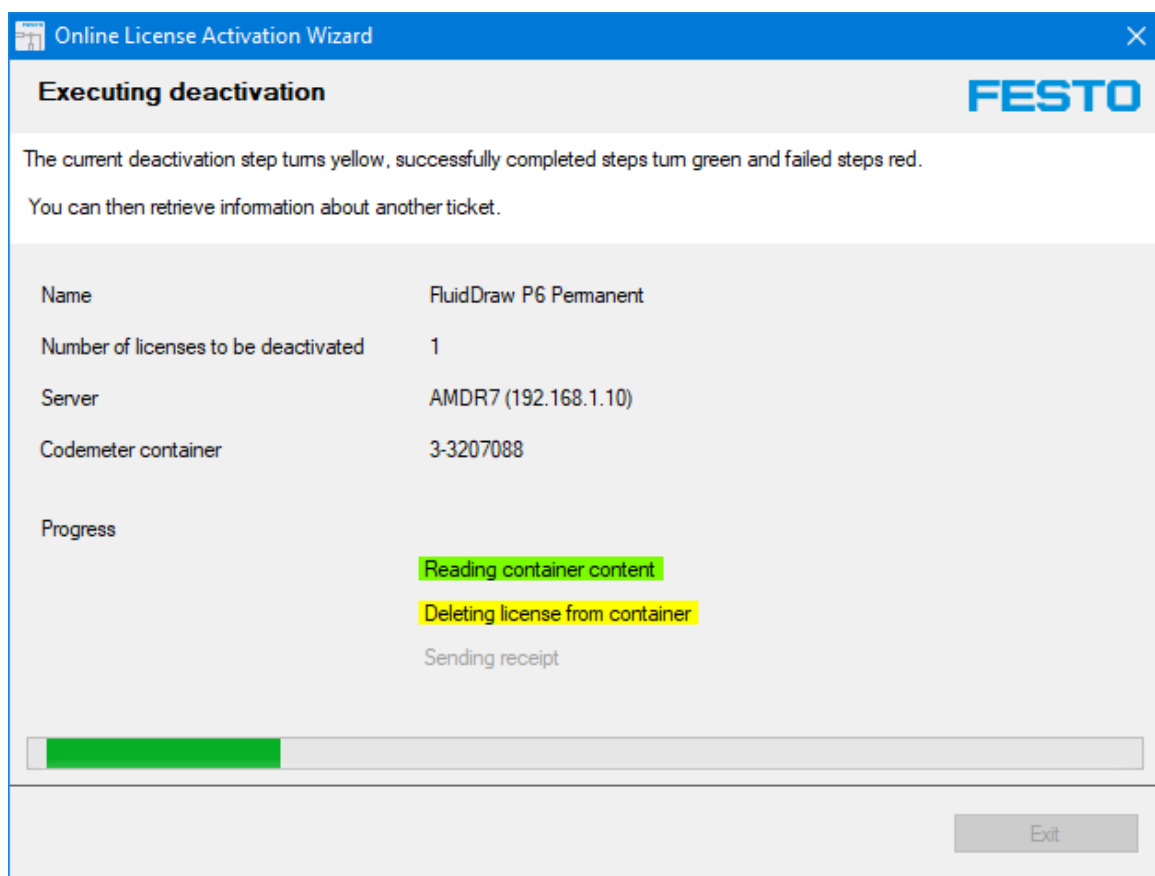 Online License Activation Wizard
Executing deactivation
FESTO
The current deactivation step turns yellow, successfully completed steps turn green and failed steps red.
You can then retrieve information about another ticket.
Name FluidDraw P6 Permanent
Number of licenses to be deactivated 1
Server AMDR7 (192.168.1.10)
Codemeter container 3-3207088
Progress
Reading container content
Deleting license from container
Sending receipt
Exit